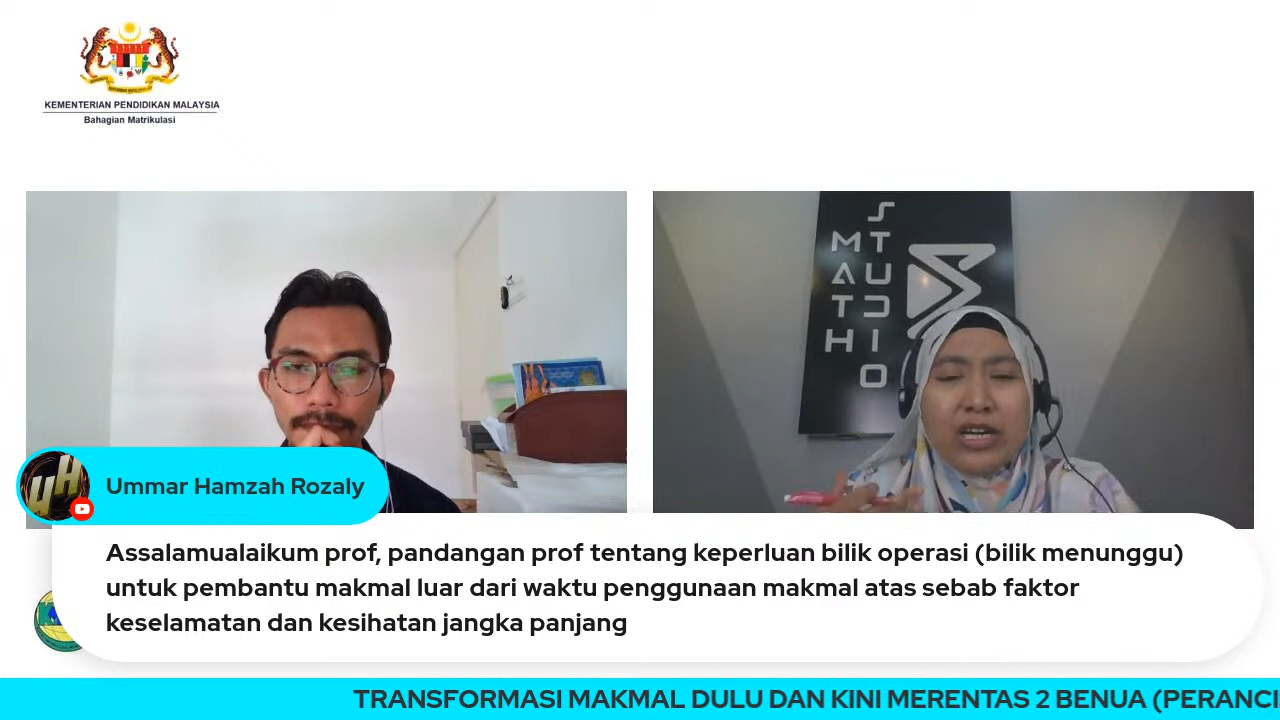 KEMENTERIAN PENDIDIKAN MALAYSIA
Bahagian Matrikulasi
MATH
STUDIO
Ummar Hamzah Rozaly
Assalamualaikum prof, pandangan prof tentang keperluan bilik operasi (bilik menunggu)
untuk pembantu makmal luar dari waktu penggunaan makmal atas sebab faktor
keselamatan dan kesihatan jangka panjang
TRANSFORMASI MAKMAL DULU DAN KINI MERENTAS 2 BENUA (PERANCI